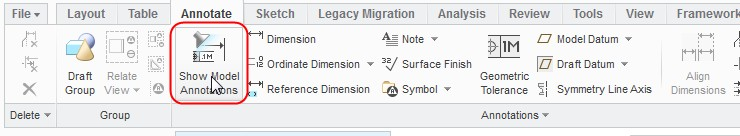 File Layout Table Annotate Sketch Legacy Migration Analysis Review Tools View Framework
Dimension Note Surface Finish Model Datum
Draft Group Relate View Show Model Annotations Ordinate Dimension Geometric Tolerance Draft Datum Align Dimensions
Reference Dimension Symbol Symmetry Line Axis
Delete Group Annotations